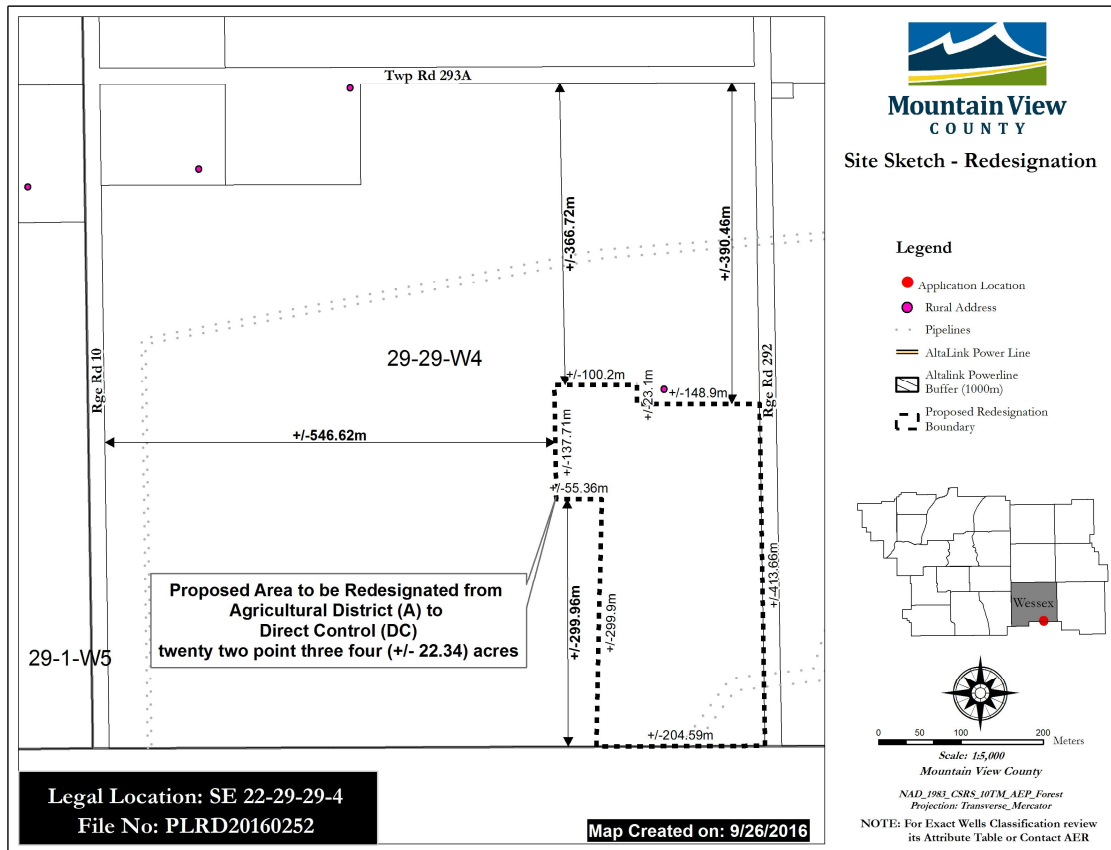 Twp Rd 293A
Rge Rd 10
Rge Rd 292
29-29-W4
29-1-W5
+/-366.72m
+/-390.46m
+/-100.2m
+/-23.1m
+/-148.9m
+/-546.62m
+/-137.71m
+/-55.36m
+/-299.96m
+/-299.9m
+/-413.66m
+/-204.59m
Proposed Area to be Redesignated from
Agricultural District (A) to
Direct Control (DC)
twenty two point three four (+/- 22.34) acres
Legal Location: SE 22-29-29-4
File No: PLRD20160252
Map Created on: 9/26/2016
Mountain View
COUNTY
Site Sketch - Redesignation
Legend
Application Location
Rural Address
Pipelines
AltaLink Power Line
Altalink Powerline
Buffer (1000m)
Proposed Redesignation
Boundary
Wessex
0 50 100 200
Meters
Scale: 1:5,000
Mountain View County
NAD_1983_CSRS_10TM_AEP_Forest
Projection: Transverse_Mercator
NOTE: For Exact Wells Classification review
its Attribute Table or Contact AER